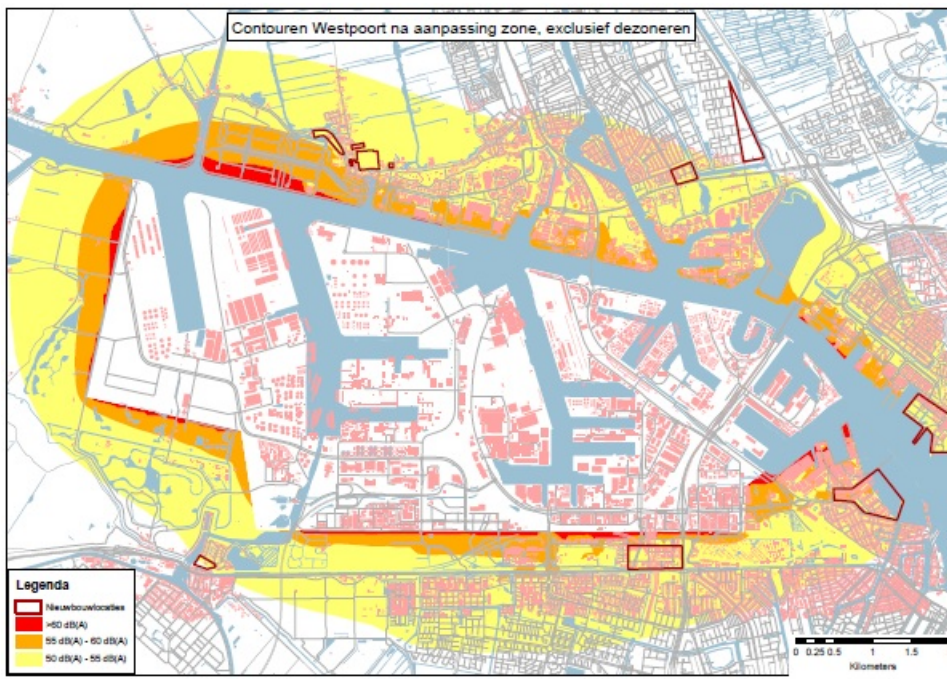 Contouren Westpoort na aanpassing zone, exclusief dezoneren
Legenda
Nieuwbouwlocaties
>60 dB(A)
55 dB(A) - 60 dB(A)
50 dB(A) - 55 dB(A)
0 0.25 0.5 1 1.5
Kilometers